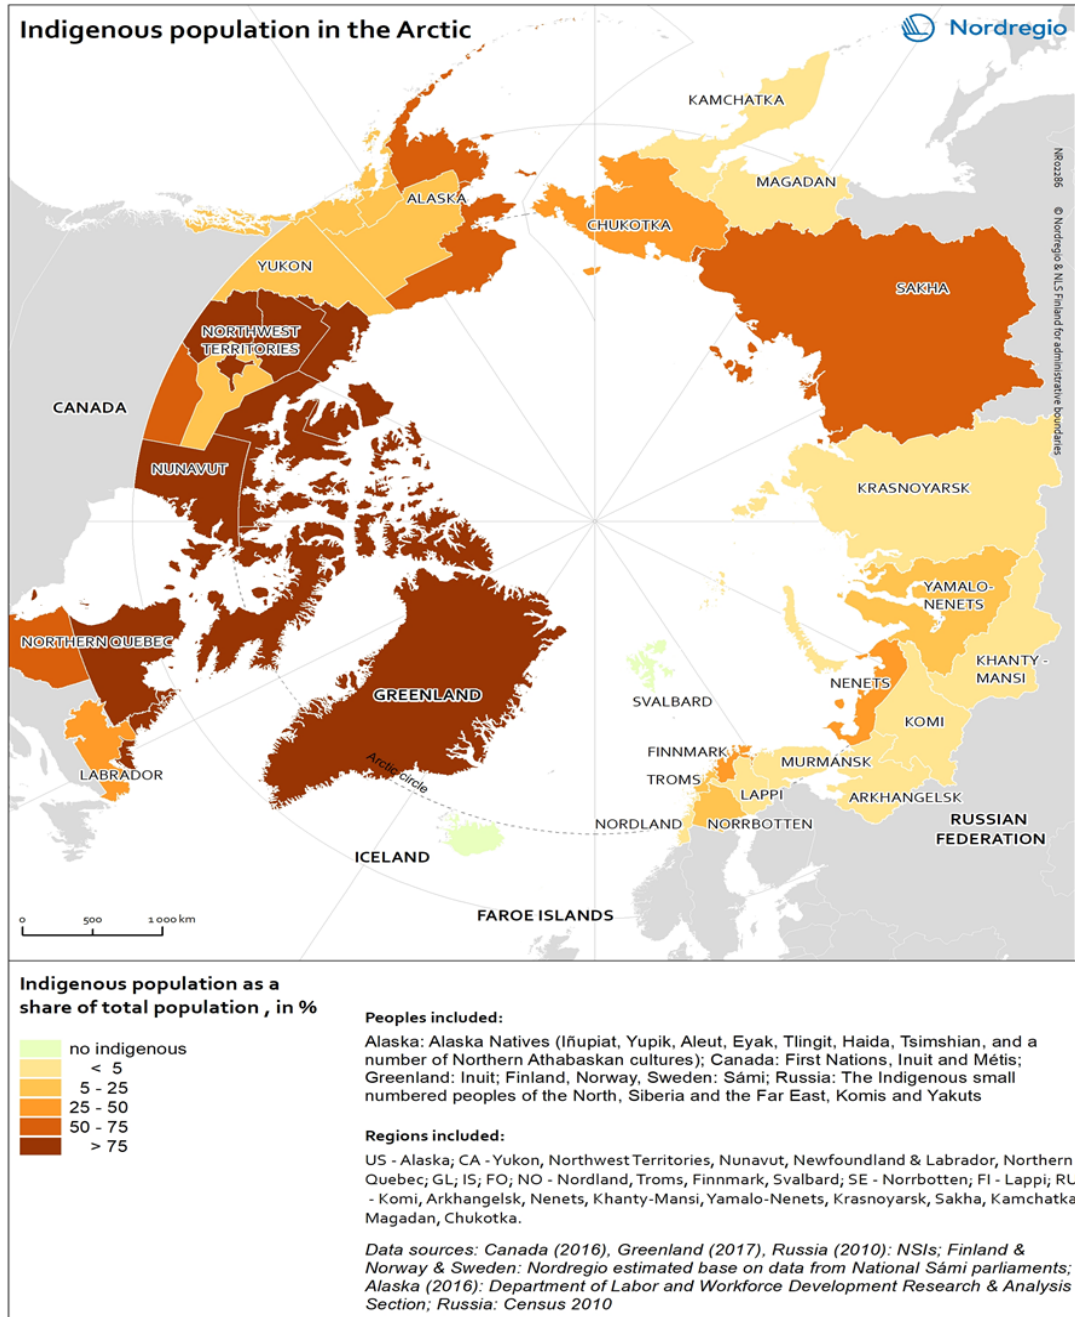 Indigenous population in the Arctic
Nordregio
KAMCHATKA
MAGADAN
ALASKA
CHUKOTKA
YUKON
SAKHA
NORTHWEST
TERRITORIES
CANADA
NUNAVUT
KRASNOYARSK
YAMALO-
NENETS
NORTHERN QUEBEC
KHANTY -
MANSI
NENETS
GREENLAND
SVALBARD
KOMI
FINNMARK
MURMANSK
TROMS
LABRADOR
LAPPI
ARKHANGELSK
Arctic circle
NORDLAND
NORRBOTTEN
RUSSIAN
FEDERATION
ICELAND
FAROE ISLANDS
0 500 1 000 km
NR02286 © Nordregio & NLS Finland for administrative boundaries
Indigenous population as a
share of total population , in %
no indigenous
< 5
5 - 25
25 - 50
50 - 75
> 75
Peoples included:
Alaska: Alaska Natives (Iñupiat, Yupik, Aleut, Eyak, Tlingit, Haida, Tsimshian, and a
number of Northern Athabaskan cultures); Canada: First Nations, Inuit and Métis;
Greenland: Inuit; Finland, Norway, Sweden: Sámi; Russia: The Indigenous small
numbered peoples of the North, Siberia and the Far East, Komis and Yakuts
Regions included:
US - Alaska; CA - Yukon, Northwest Territories, Nunavut, Newfoundland & Labrador, Northern
Quebec; GL; IS; FO; NO - Nordland, Troms, Finnmark, Svalbard; SE - Norrbotten; FI - Lappi; RU
- Komi, Arkhangelsk, Nenets, Khanty-Mansi, Yamalo-Nenets, Krasnoyarsk, Sakha, Kamchatka
Magadan, Chukotka.
Data sources: Canada (2016), Greenland (2017), Russia (2010): NSIs; Finland &
Norway & Sweden: Nordregio estimated base on data from National Sámi parliaments;
Alaska (2016): Department of Labor and Workforce Development Research & Analysis
Section; Russia: Census 2010